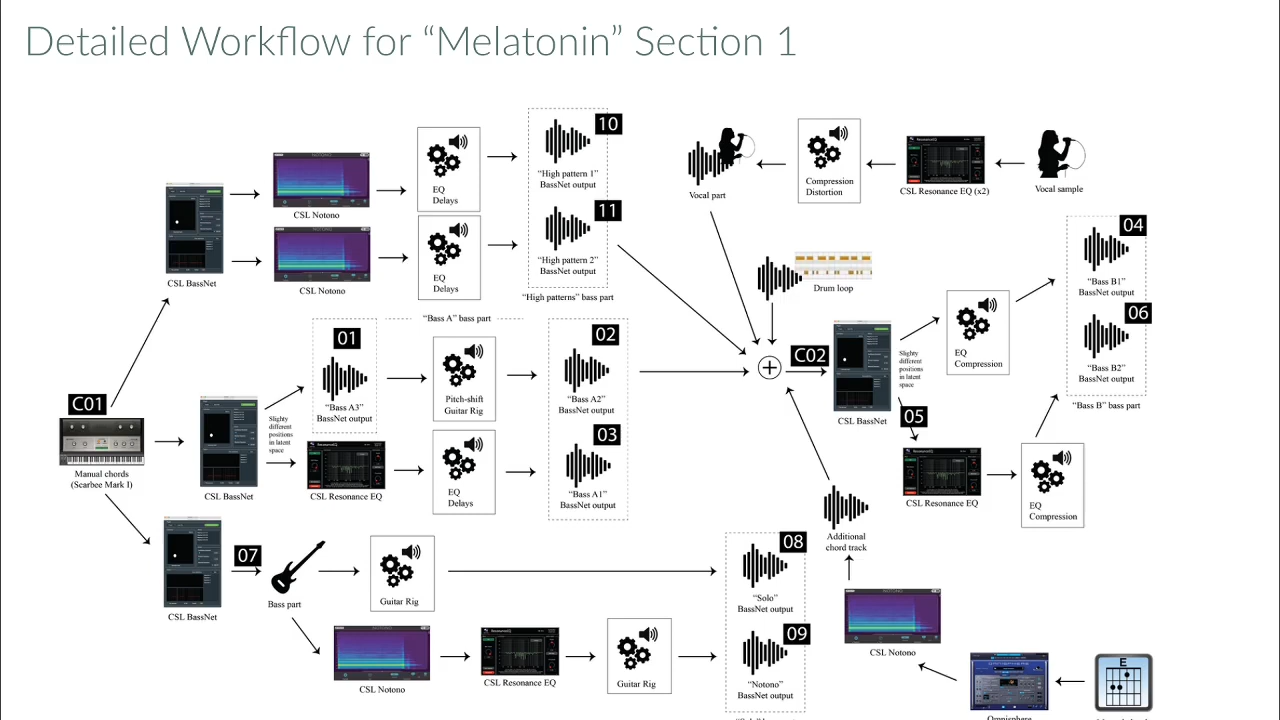 Detailed Workflow for “Melatonin” Section 1
10
“High pattern 1”
BassNet output
11
“High pattern 2”
BassNet output
“High patterns” bass part
EQ
Delays
EQ
Delays
CSL Notono
CSL Notono
CSL BassNet
Vocal part
Compression
Distortion
CSL Resonance EQ (x2)
Vocal sample
Drum loop
04
“Bass B1”
BassNet output
06
“Bass B2”
BassNet output
“Bass B” bass part
EQ
Compression
“Bass A” bass part
01
“Bass A3”
BassNet output
Pitch-shift
Guitar Rig
02
“Bass A2”
BassNet output
03
“Bass A1”
BassNet output
C02
CSL BassNet
Slighty
different
positions
in latent
space
05
CSL Resonance EQ
EQ
Compression
C01
Manual chords
(Scarbee Mark I)
CSL BassNet
Slighty
different
positions
in latent
space
CSL Resonance EQ
EQ
Delays
CSL BassNet
07
Bass part
Guitar Rig
CSL Notono
CSL Resonance EQ
Guitar Rig
08
“Solo”
BassNet output
09
“Notono”
BassNet output
Additional
chord track
CSL Notono
Omnisphere
E